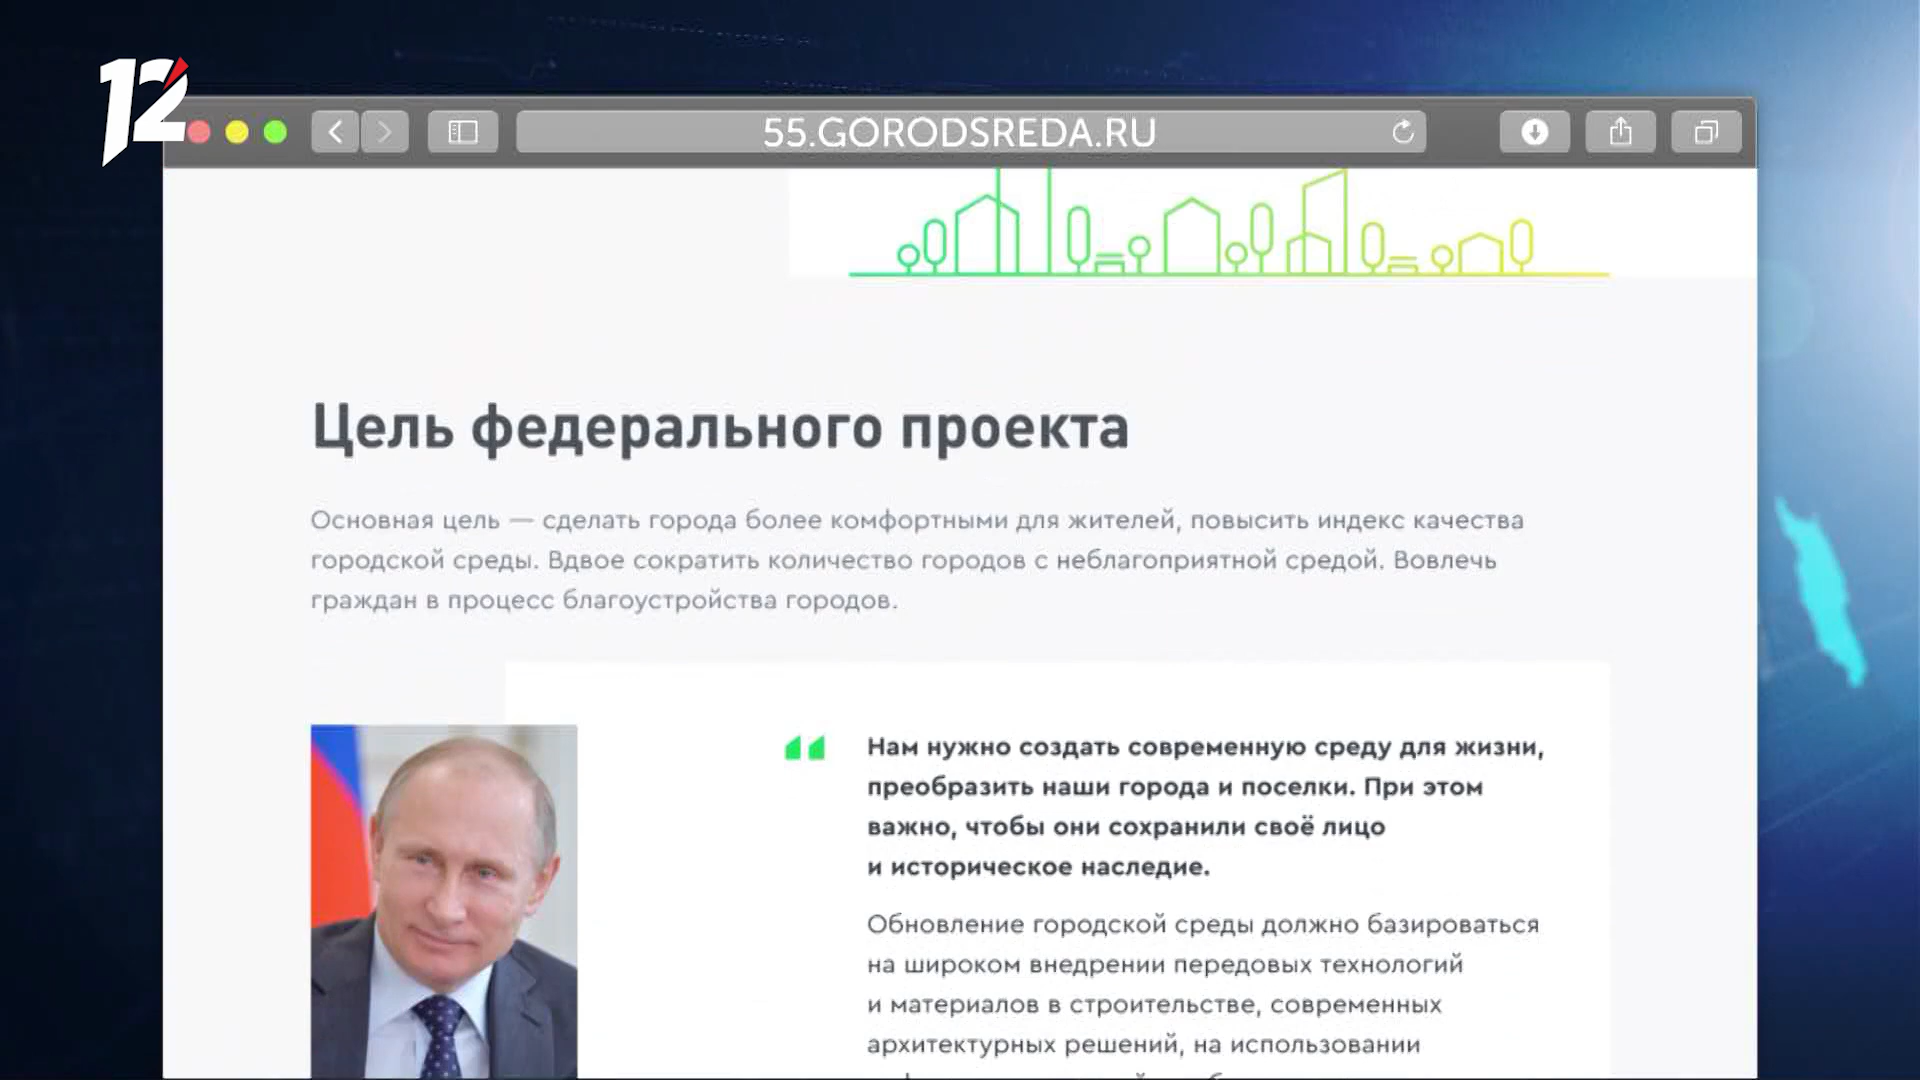 12
55.GORODSREDA.RU
Цель федерального проекта
Основная цель — сделать города более комфортными для жителей, повысить индекс качества
городской среды. Вдвое сократить количество городов с неблагоприятной средой. Вовлечь
граждан в процесс благоустройства городов.
Нам нужно создать современную среду для жизни,
преобразить наши города и поселки. При этом
важно, чтобы они сохранили своё лицо
и историческое наследие.
Обновление городской среды должно базироваться
на широком внедрении передовых технологий
и материалов в строительстве, современных
архитектурных решений, на использовании